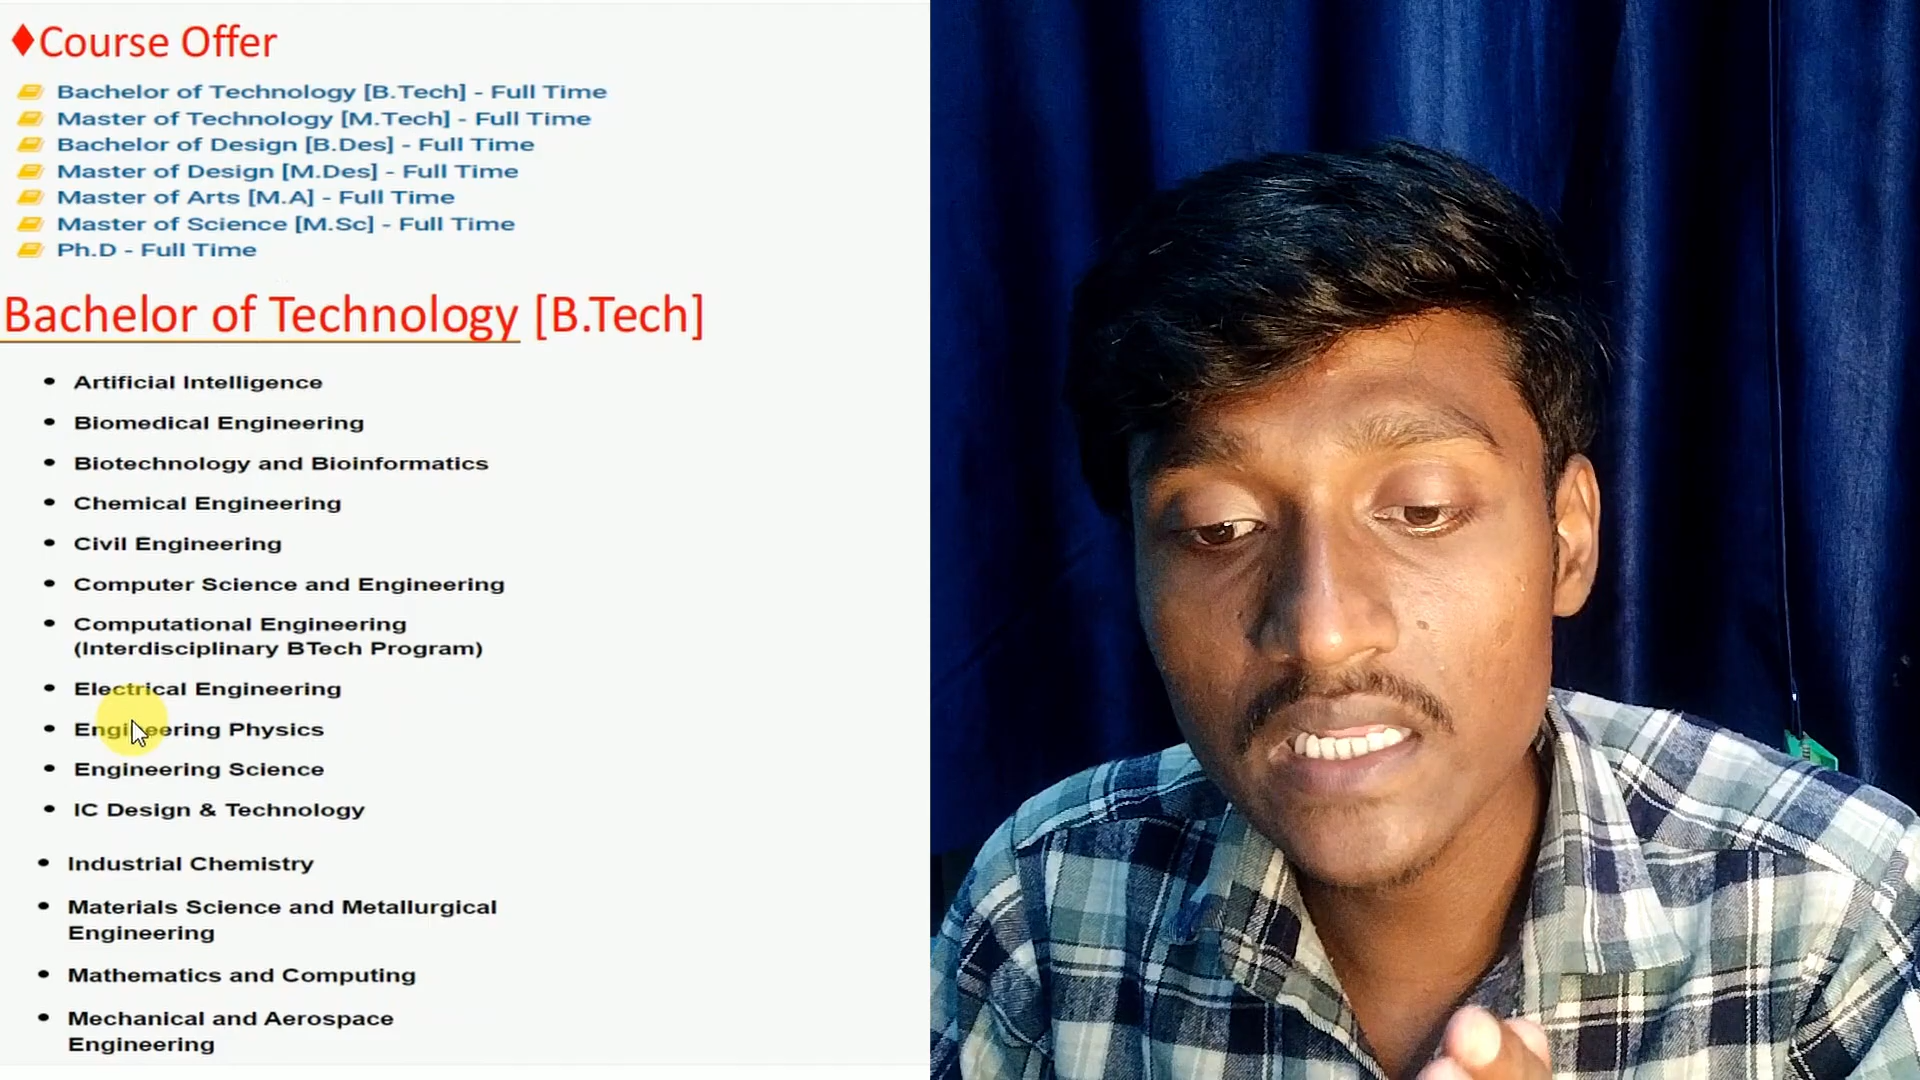 ♦Course Offer
Bachelor of Technology [B.Tech] - Full Time
Master of Technology [M.Tech] - Full Time
Bachelor of Design [B.Des] - Full Time
Master of Design [M.Des] - Full Time
Master of Arts [M.A] - Full Time
Master of Science [M.Sc] - Full Time
Ph.D - Full Time
Bachelor of Technology [B.Tech]
• Artificial Intelligence
• Biomedical Engineering
• Biotechnology and Bioinformatics
• Chemical Engineering
• Civil Engineering
• Computer Science and Engineering
• Computational Engineering
(Interdisciplinary BTech Program)
• Electrical Engineering
• Engineering Physics
• Engineering Science
• IC Design & Technology
• Industrial Chemistry
• Materials Science and Metallurgical
Engineering
• Mathematics and Computing
• Mechanical and Aerospace
Engineering